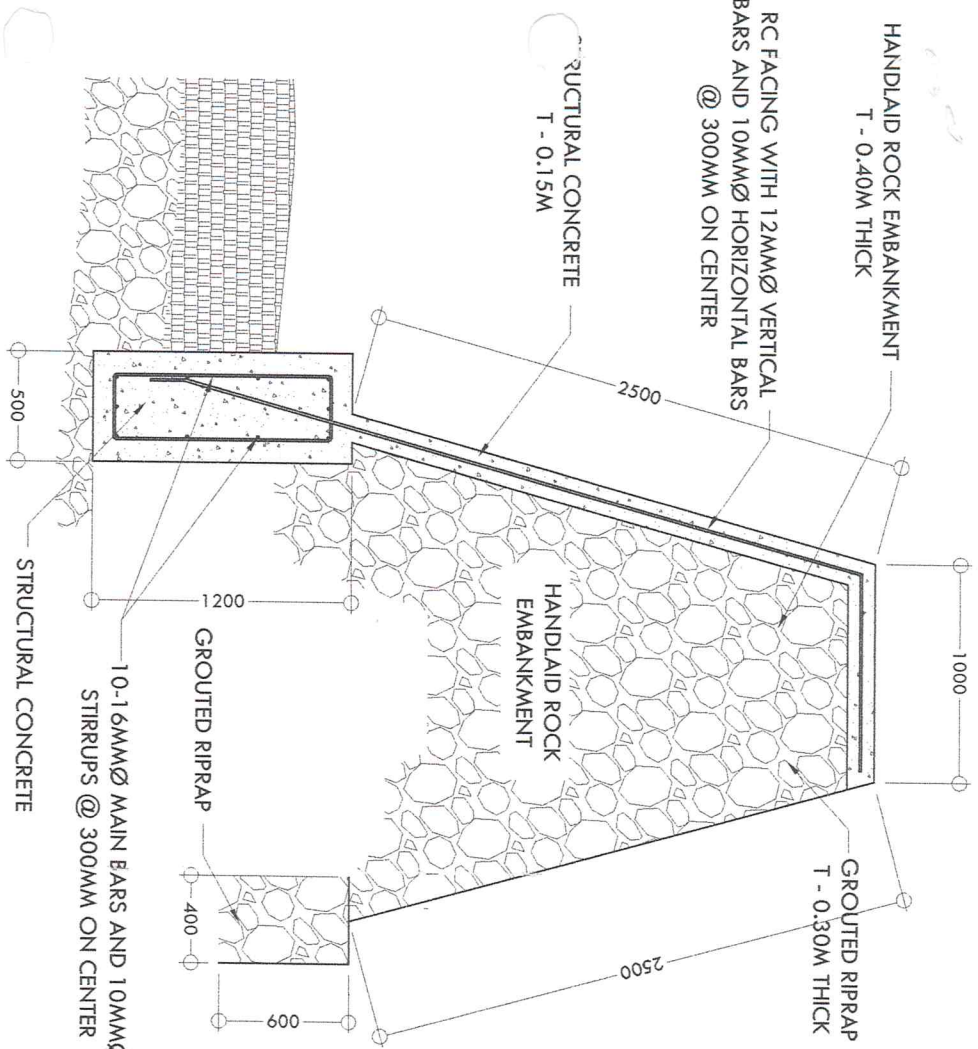 HANDLAID ROCK EMBANKMENT
T - 0.40M THICK
RC FACING WITH 12MMØ VERTICAL
BARS AND 10MMØ HORIZONTAL BARS
@ 300MM ON CENTER
STRUCTURAL CONCRETE
T - 0.15M
2500
1000
GROUTED RIPRAP
T - 0.30M THICK
2500
HANDLAID ROCK
EMBANKMENT
500
1200
GROUTED RIPRAP
400
600
10-16MMØ MAIN BARS AND 10MMØ
STIRRUPS @ 300MM ON CENTER
STRUCTURAL CONCRETE